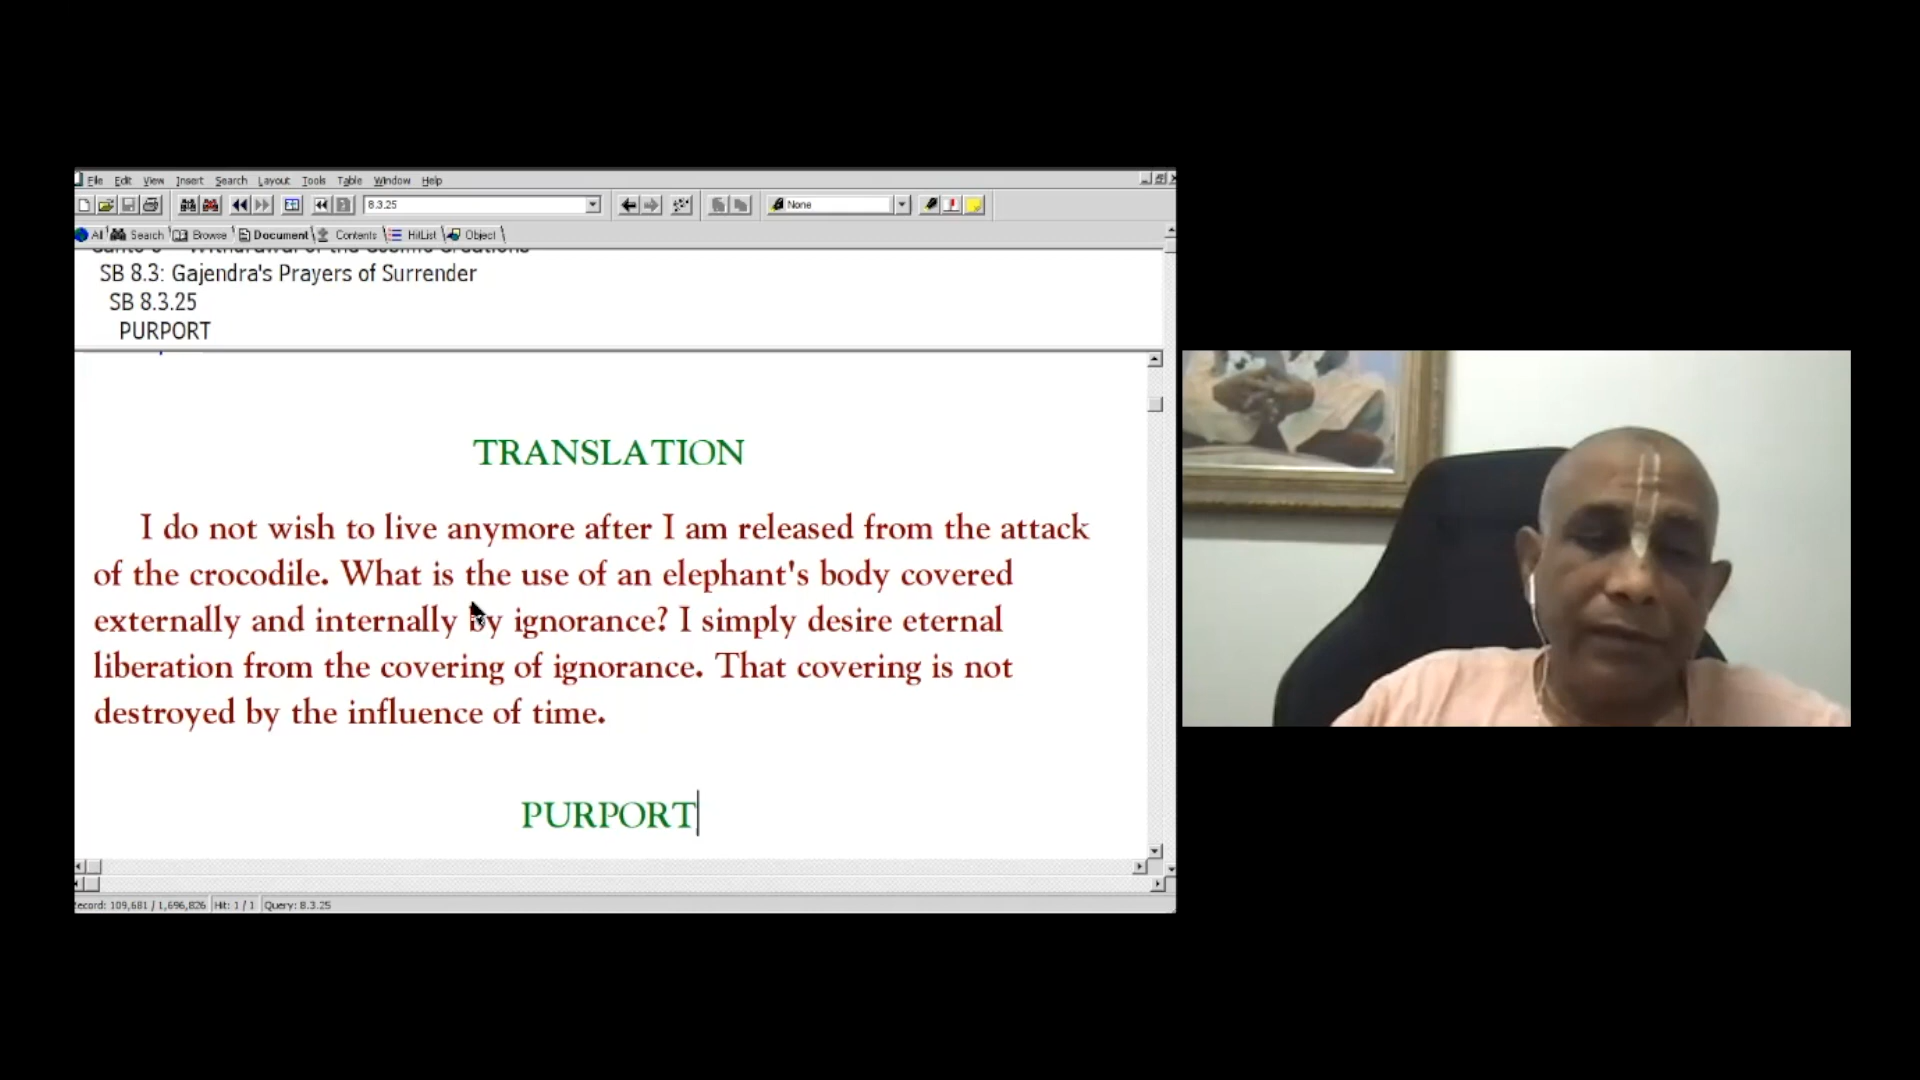 File Edit View Insert Search Layout Tools Table Window Help
8.3.25 None
All Search Browse Document Contents HitList Object
SB 8.3: Gajendra's Prayers of Surrender
SB 8.3.25
PURPORT
TRANSLATION
I do not wish to live anymore after I am released from the attack
of the crocodile. What is the use of an elephant's body covered
externally and internally by ignorance? I simply desire eternal
liberation from the covering of ignorance. That covering is not
destroyed by the influence of time.
PURPORT
ecord: 109,681 / 1,696,826 Hit: 1 / 1 Query: 8.3.25